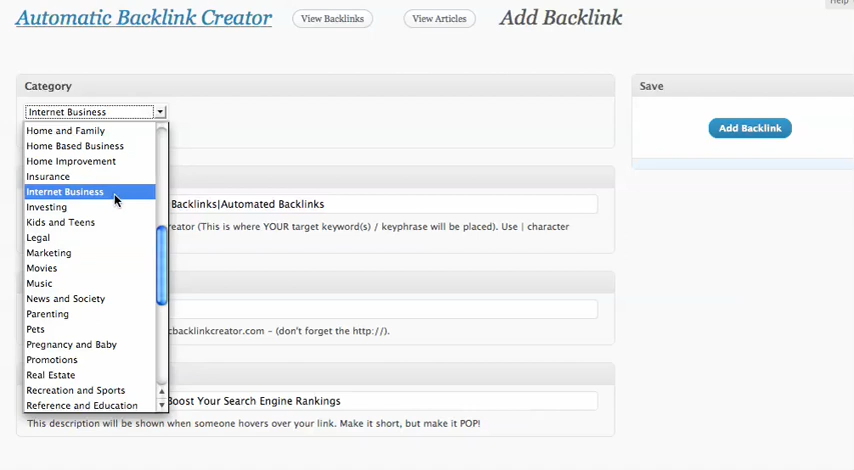 Help
Automatic Backlink Creator
View Backlinks
View Articles
Add Backlink
Category
Save
Internet Business
Add Backlink
Home and Family
Home Based Business
Home Improvement
Insurance
Internet Business
Investing
Backlinks|Automated Backlinks
Kids and Teens
(This is where YOUR target keyword(s) / keyphrase will be placed). Use | character
Legal
Marketing
Movies
Music
News and Society
Parenting
Pets
cbacklinkcreator.com - (don't forget the http://).
Pregnancy and Baby
Promotions
Real Estate
Recreation and Sports
Reference and Education
Boost Your Search Engine Rankings
This description will be shown when someone hovers over your link. Make it short, but make it POP!